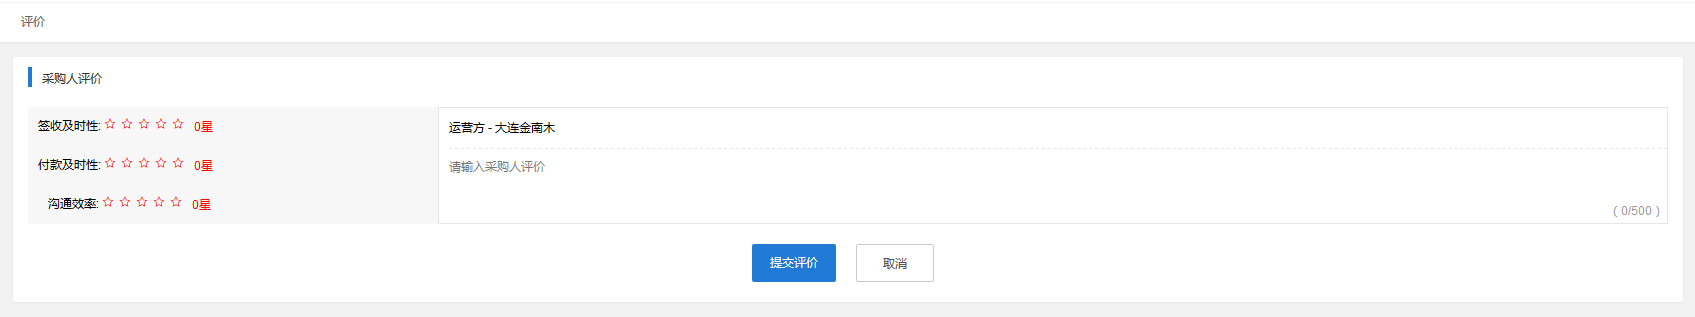 评价
采购人评价
签收及时性: ☆ ☆ ☆ ☆ ☆ 0星
付款及时性: ☆ ☆ ☆ ☆ ☆ 0星
沟通效率: ☆ ☆ ☆ ☆ ☆ 0星
运营方 - 大连金南木
请输入采购人评价
( 0/500 )
提交评价 取消